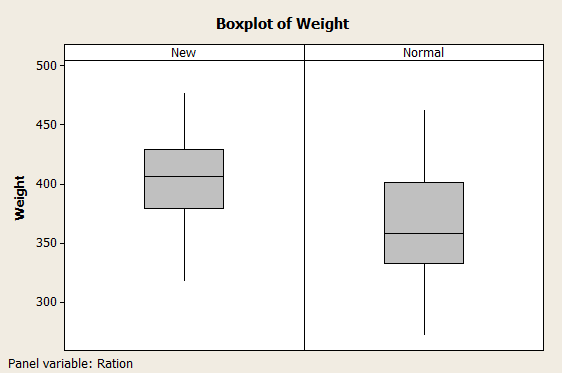 Boxplot of Weight
New Normal
500
450
400
350
300
Weight
Panel variable: Ration